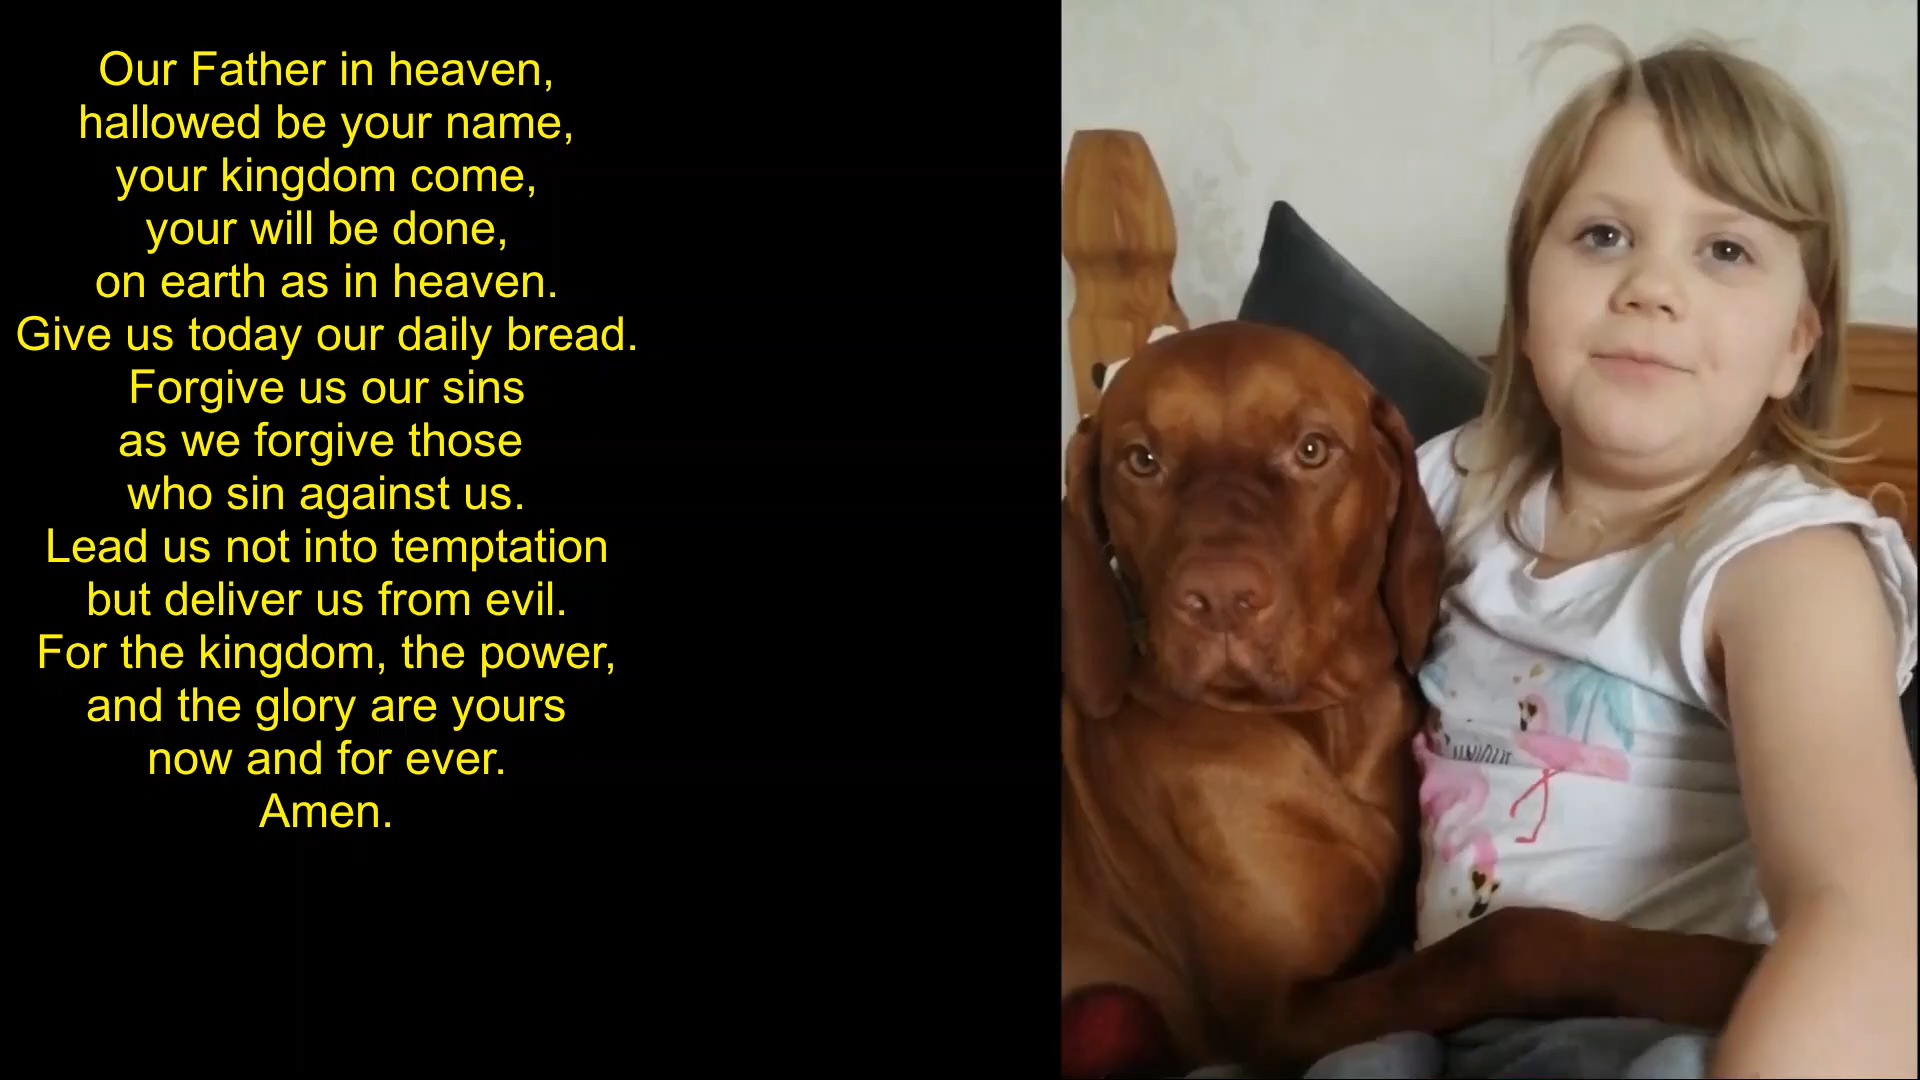 Our Father in heaven,
hallowed be your name,
your kingdom come,
your will be done,
on earth as in heaven.
Give us today our daily bread.
Forgive us our sins
as we forgive those
who sin against us.
Lead us not into temptation
but deliver us from evil.
For the kingdom, the power,
and the glory are yours
now and for ever.
Amen.
UNIQUE